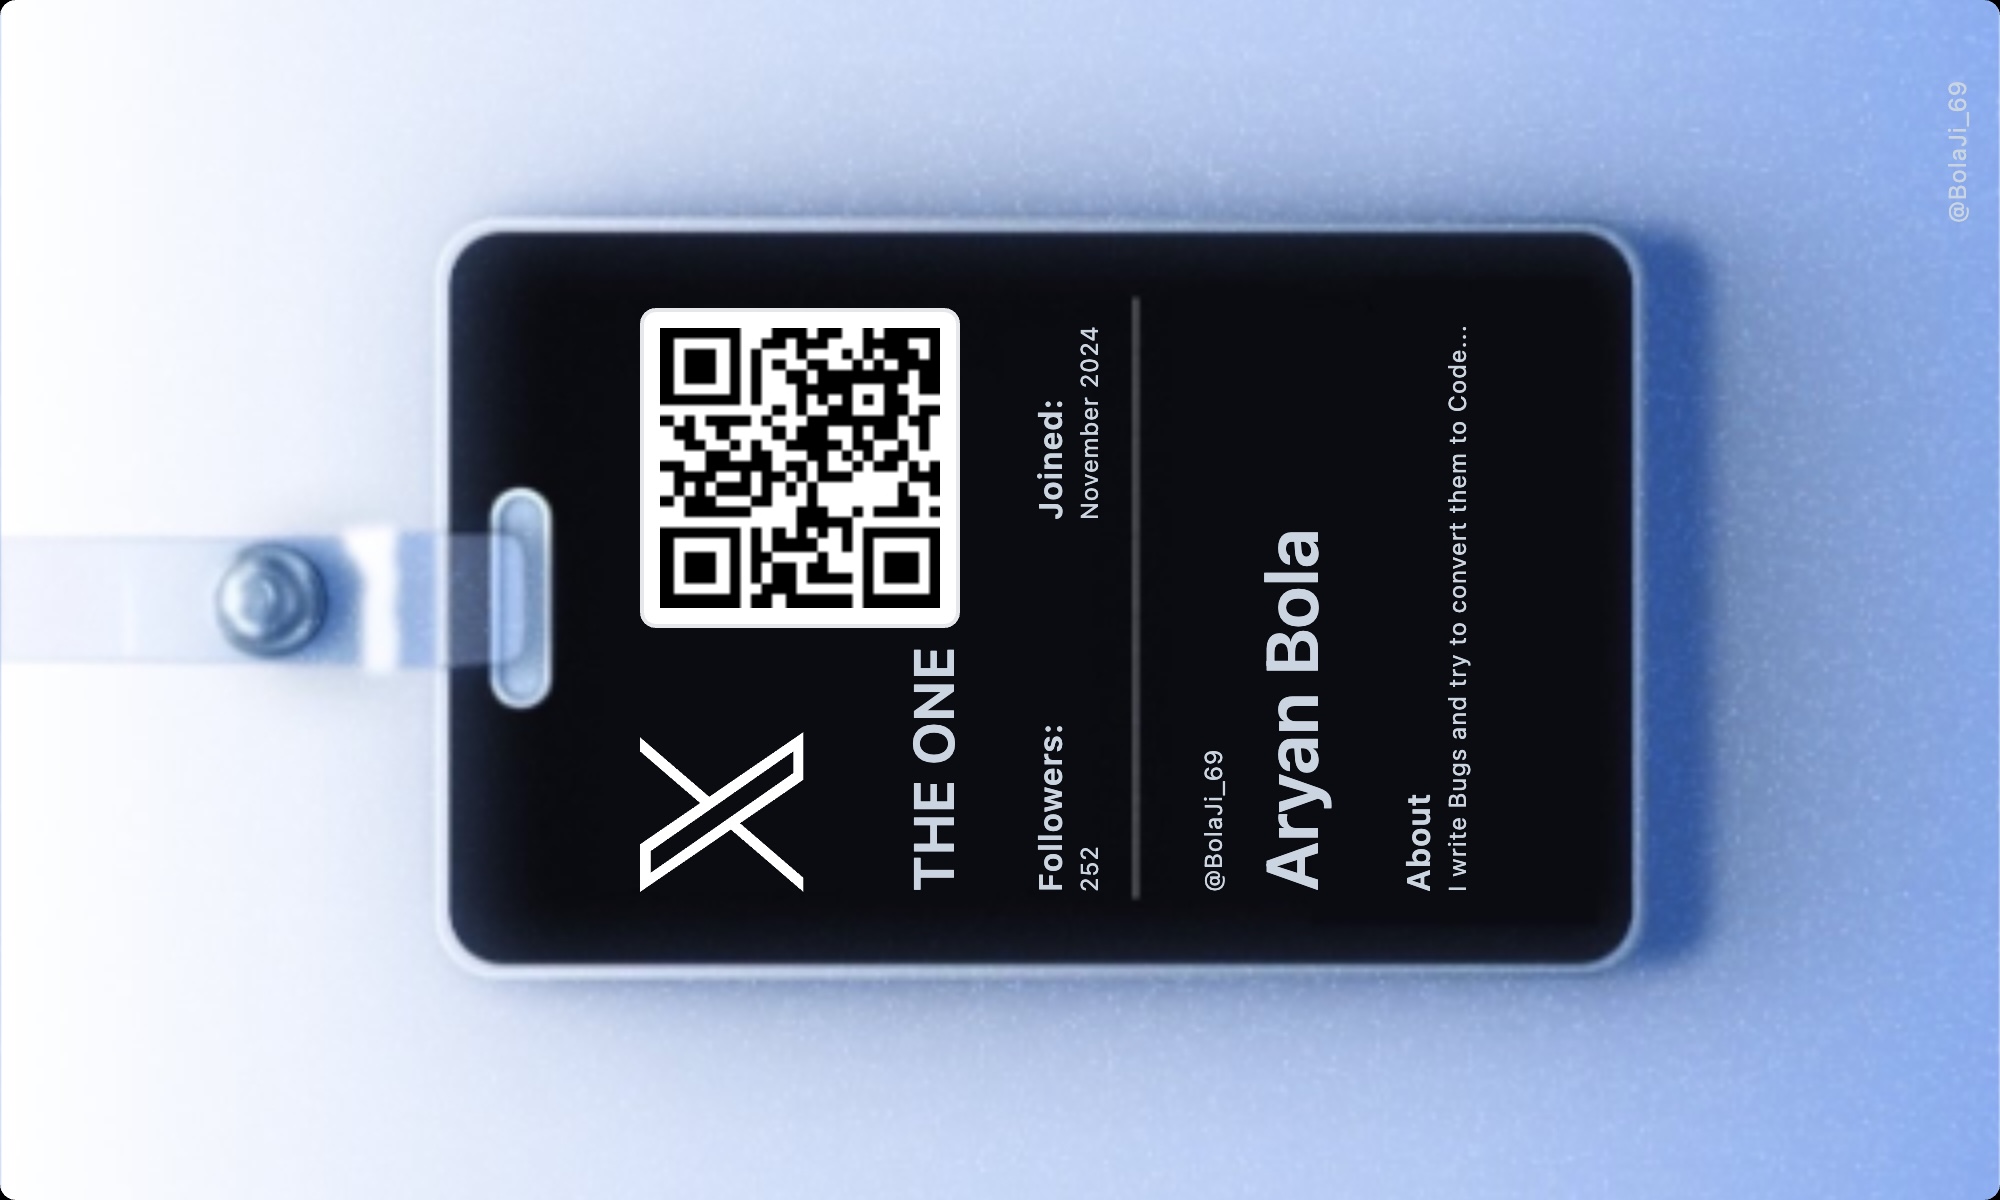 THE ONE
Followers:
252
Joined:
November 2024
@BolaJi_69
Aryan Bola
About
I write Bugs and try to convert them to Code...
@BolaJi_69